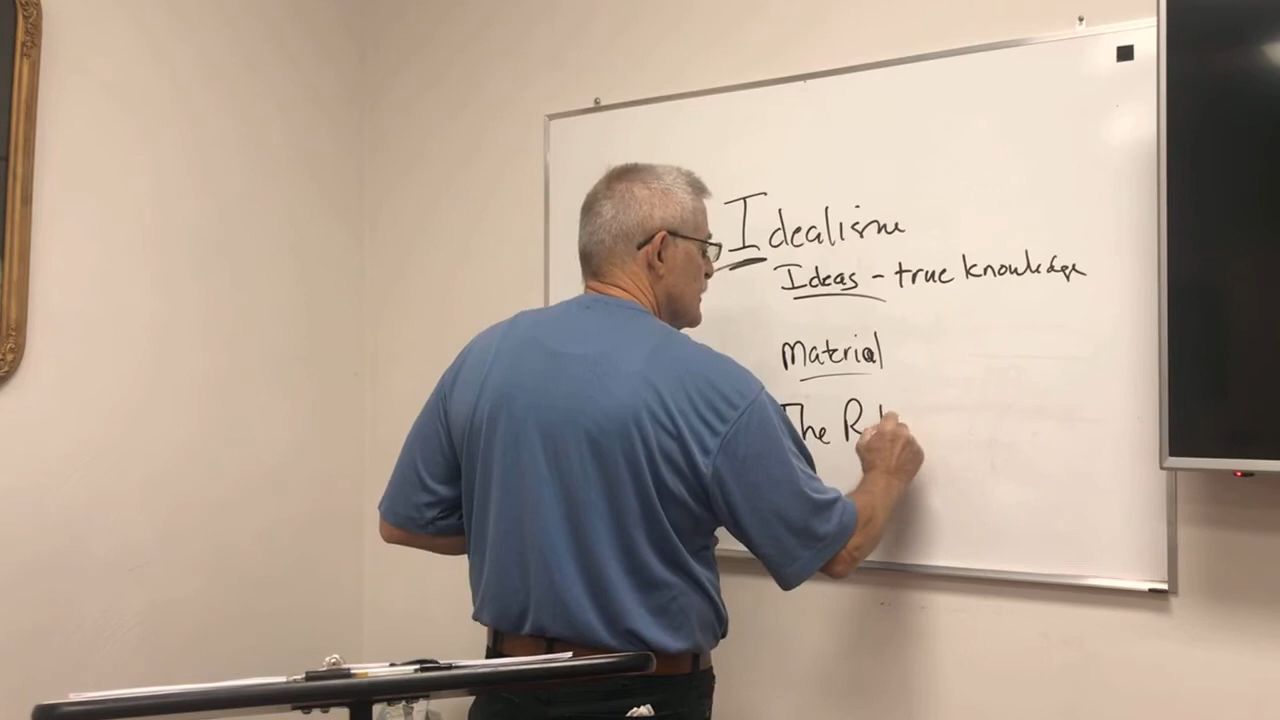 Idealism
Ideas - true knowledge
Material
The